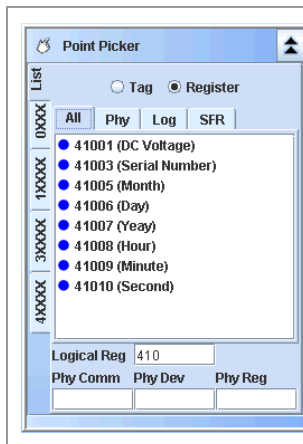 Point Picker
List
0XXX
1XXXX
3XXXX
4XXXX
Tag Register
All Phy Log SFR
41001 (DC Voltage)
41003 (Serial Number)
41005 (Month)
41006 (Day)
41007 (Yeay)
41008 (Hour)
41009 (Minute)
41010 (Second)
Logical Reg 410
Phy Comm Phy Dev Phy Reg